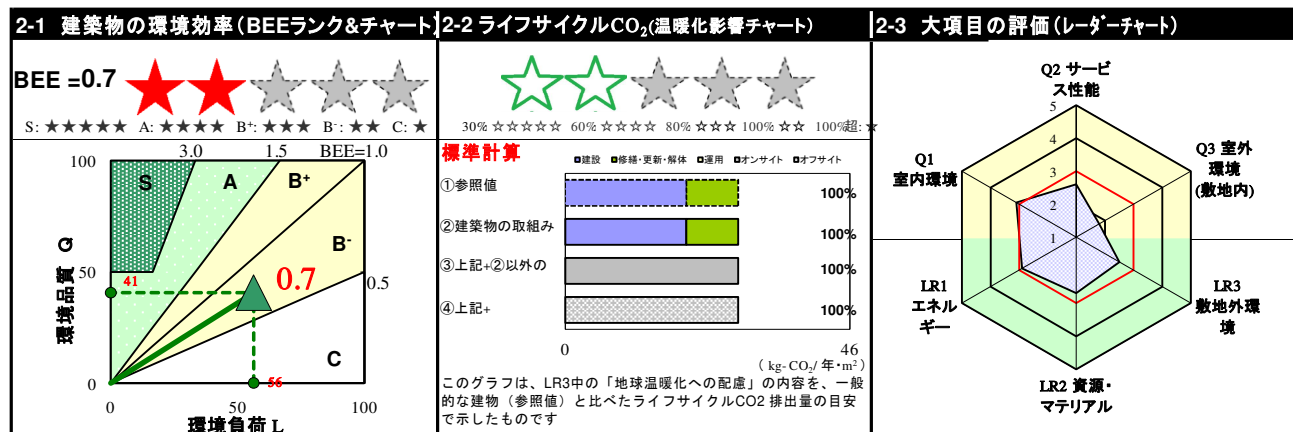 2-1 建築物の環境効率(BEEランク&チャート)
BEE =0.7
S: ★★★★★ A: ★★★★ B+: ★★★ B-: ★★ C: ★
3.0 1.5 BEE=1.0
100
S A B+
B-
0.7
50
41
0.5
環境品質 Q
C
0
56
0 50 100
環境負荷 L
2-2 ライフサイクルCO2(温暖化影響チャート)
30% ☆☆☆☆☆ 60% ☆☆☆☆ 80% ☆☆☆ 100% ☆☆ 100%超: ☆
標準計算
建設 修繕・更新・解体 運用 オンサイト オフサイト
①参照値 100%
②建築物の取組み 100%
③上記+②以外の 100%
④上記+ 100%
0 46
( kg-CO2/ 年・m2 )
このグラフは、LR3中の「地球温暖化への配慮」の内容を、一般
的な建物(参照値)と比べたライフサイクルCO2 排出量の目安
で示したものです
2-3 大項目の評価(レーダーチャート)
Q2 サービ
ス性能
5
4
3
2
1
Q1
室内環境
Q3 室外
環境
(敷地内)
LR1
エネル
ギー
LR3
敷地外環
境
LR2 資源・
マテリアル